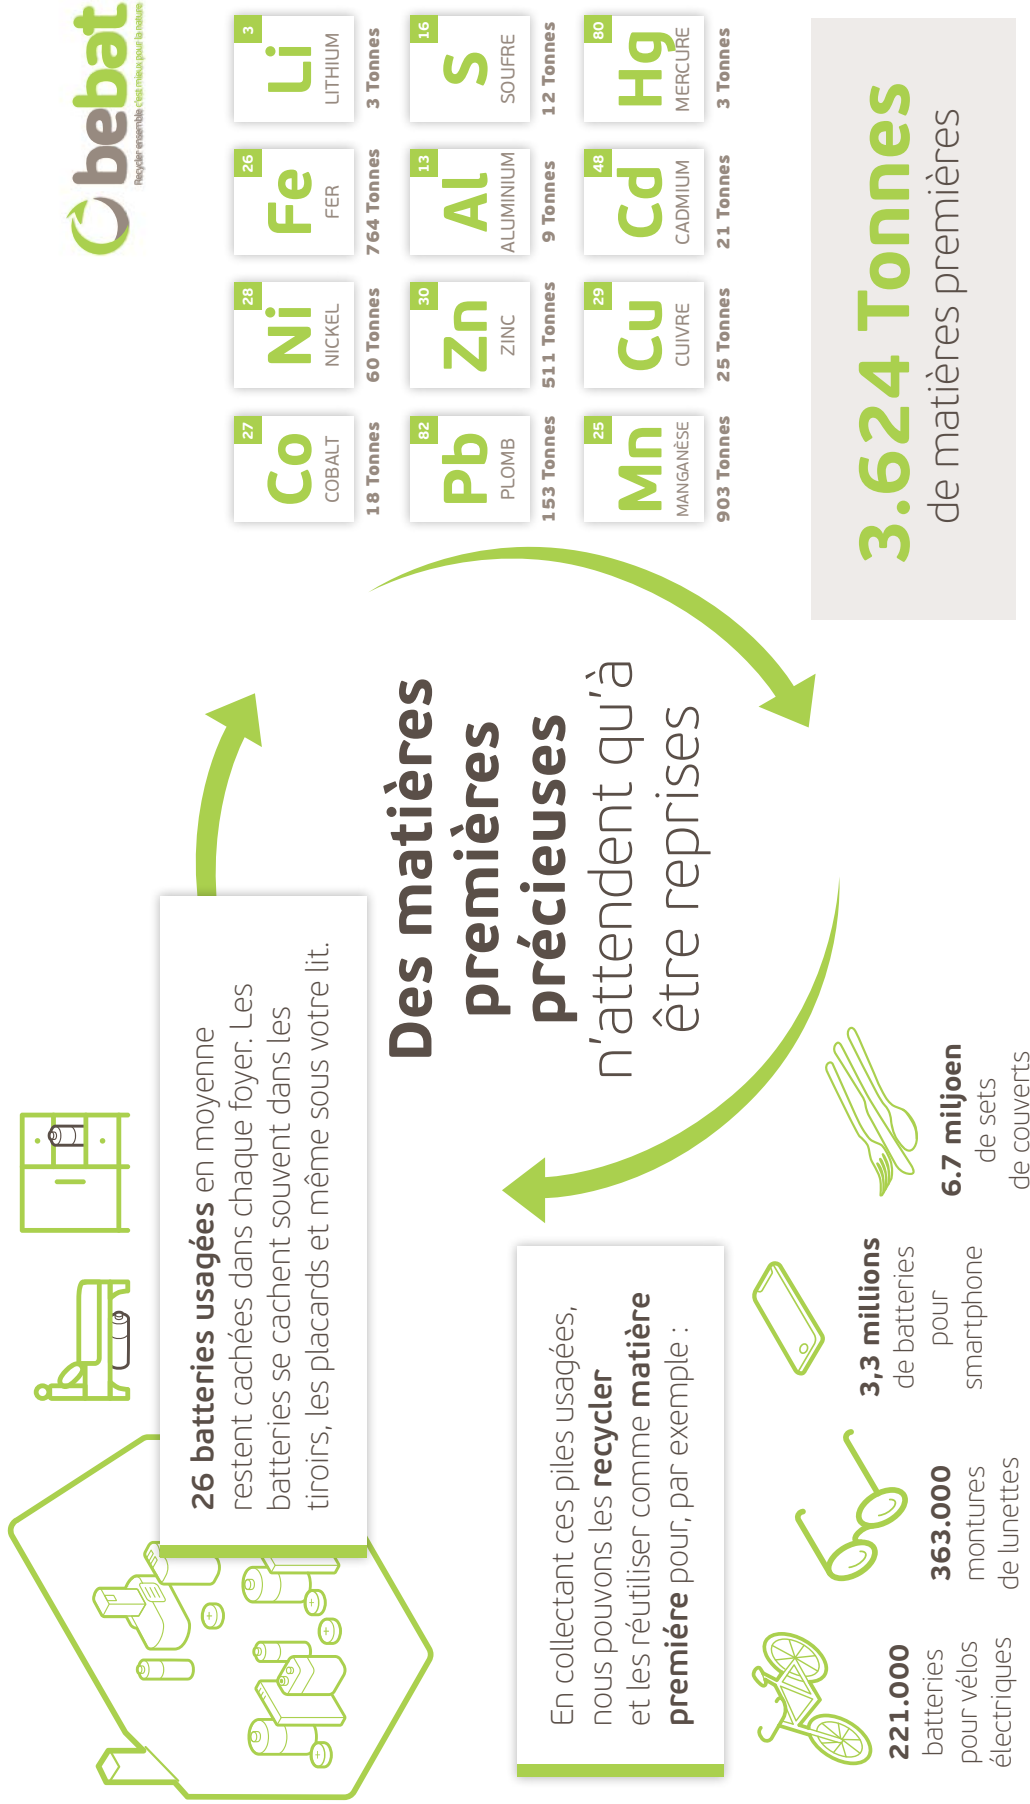 bebat
Recycler ensemble c'est mieux pour la nature
26 batteries usagées en moyenne
restent cachées dans chaque foyer. Les
batteries se cachent souvent dans les
tiroirs, les placards et même sous votre lit.
Des matières
premières
précieuses
n'attendent qu'à
être reprises
27
Co
COBALT
18 Tonnes
28
Ni
NICKEL
60 Tonnes
26
Fe
FER
764 Tonnes
3
Li
LITHIUM
3 Tonnes
82
Pb
PLOMB
153 Tonnes
30
Zn
ZINC
511 Tonnes
13
Al
ALUMINIUM
9 Tonnes
16
S
SOUFRE
12 Tonnes
25
Mn
MANGANÈSE
903 Tonnes
29
Cu
CUIVRE
25 Tonnes
48
Cd
CADMIUM
21 Tonnes
80
Hg
MERCURE
3 Tonnes
3.624 Tonnes
de matières premières
En collectant ces piles usagées,
nous pouvons les recycler
et les réutiliser comme matière
premiére pour, par exemple :
221.000
batteries
pour vélos
électriques
363.000
montures
de lunettes
3,3 millions
de batteries
pour
smartphone
6.7 miljoen
de sets
de couverts